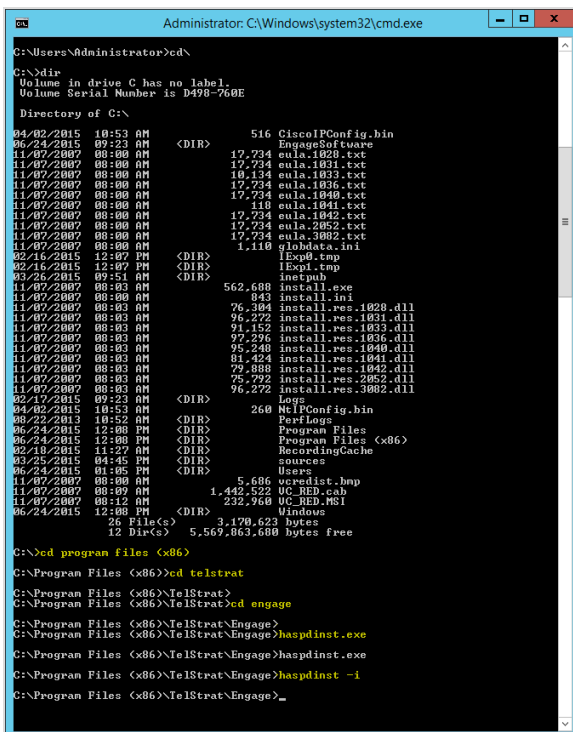 Administrator: C:\Windows\system32\cmd.exe
C:\Users\Administrator>cd\
C:\>dir
Volume in drive C has no label.
Volume Serial Number is D498-760E
Directory of C:\
04/02/2015 10:53 AM 516 CiscoIPConfig.bin
06/24/2015 09:23 AM <DIR> EngageSoftware
11/07/2007 08:00 AM 17,734 eula.1028.txt
11/07/2007 08:00 AM 17,734 eula.1031.txt
11/07/2007 08:00 AM 10,134 eula.1033.txt
11/07/2007 08:00 AM 17,734 eula.1036.txt
11/07/2007 08:00 AM 17,734 eula.1040.txt
11/07/2007 08:00 AM 118 eula.1041.txt
11/07/2007 08:00 AM 17,734 eula.1042.txt
11/07/2007 08:00 AM 17,734 eula.2052.txt
11/07/2007 08:00 AM 17,734 eula.3082.txt
11/07/2007 08:00 AM 1,110 globdata.ini
02/16/2015 12:07 PM <DIR> IExp0.tmp
02/16/2015 12:07 PM <DIR> IExp1.tmp
03/26/2015 09:51 AM <DIR> inetpub
11/07/2007 08:03 AM 562,688 install.exe
11/07/2007 08:00 AM 843 install.ini
11/07/2007 08:03 AM 76,304 install.res.1028.dll
11/07/2007 08:03 AM 96,272 install.res.1031.dll
11/07/2007 08:03 AM 91,152 install.res.1033.dll
11/07/2007 08:03 AM 97,296 install.res.1036.dll
11/07/2007 08:03 AM 95,248 install.res.1040.dll
11/07/2007 08:03 AM 81,424 install.res.1041.dll
11/07/2007 08:03 AM 79,888 install.res.1042.dll
11/07/2007 08:03 AM 75,792 install.res.2052.dll
11/07/2007 08:03 AM 96,272 install.res.3082.dll
02/17/2015 09:23 AM <DIR> Logs
04/02/2015 10:53 AM 260 NtIPConfig.bin
08/22/2013 10:52 AM <DIR> PerfLogs
06/24/2015 12:08 PM <DIR> Program Files
06/24/2015 12:08 PM <DIR> Program Files (x86)
02/18/2015 11:27 AM <DIR> RecordingCache
03/25/2015 04:45 PM <DIR> sources
06/24/2015 01:05 PM <DIR> Users
11/07/2007 08:00 AM 5,686 vcredist.bmp
11/07/2007 08:09 AM 1,442,522 VC_RED.cab
11/07/2007 08:12 AM 232,960 VC_RED.MSI
06/24/2015 12:08 PM <DIR> Windows
26 File(s) 3,170,623 bytes
12 Dir(s) 5,569,863,680 bytes free
C:\>cd program files (x86)
C:\Program Files (x86)>cd telstrat
C:\Program Files (x86)\TelStrat>
C:\Program Files (x86)\TelStrat>cd engage
C:\Program Files (x86)\TelStrat\Engage>
C:\Program Files (x86)\TelStrat\Engage>haspdinst.exe
C:\Program Files (x86)\TelStrat\Engage>haspdinst.exe
C:\Program Files (x86)\TelStrat\Engage>haspdinst -i
C:\Program Files (x86)\TelStrat\Engage>_